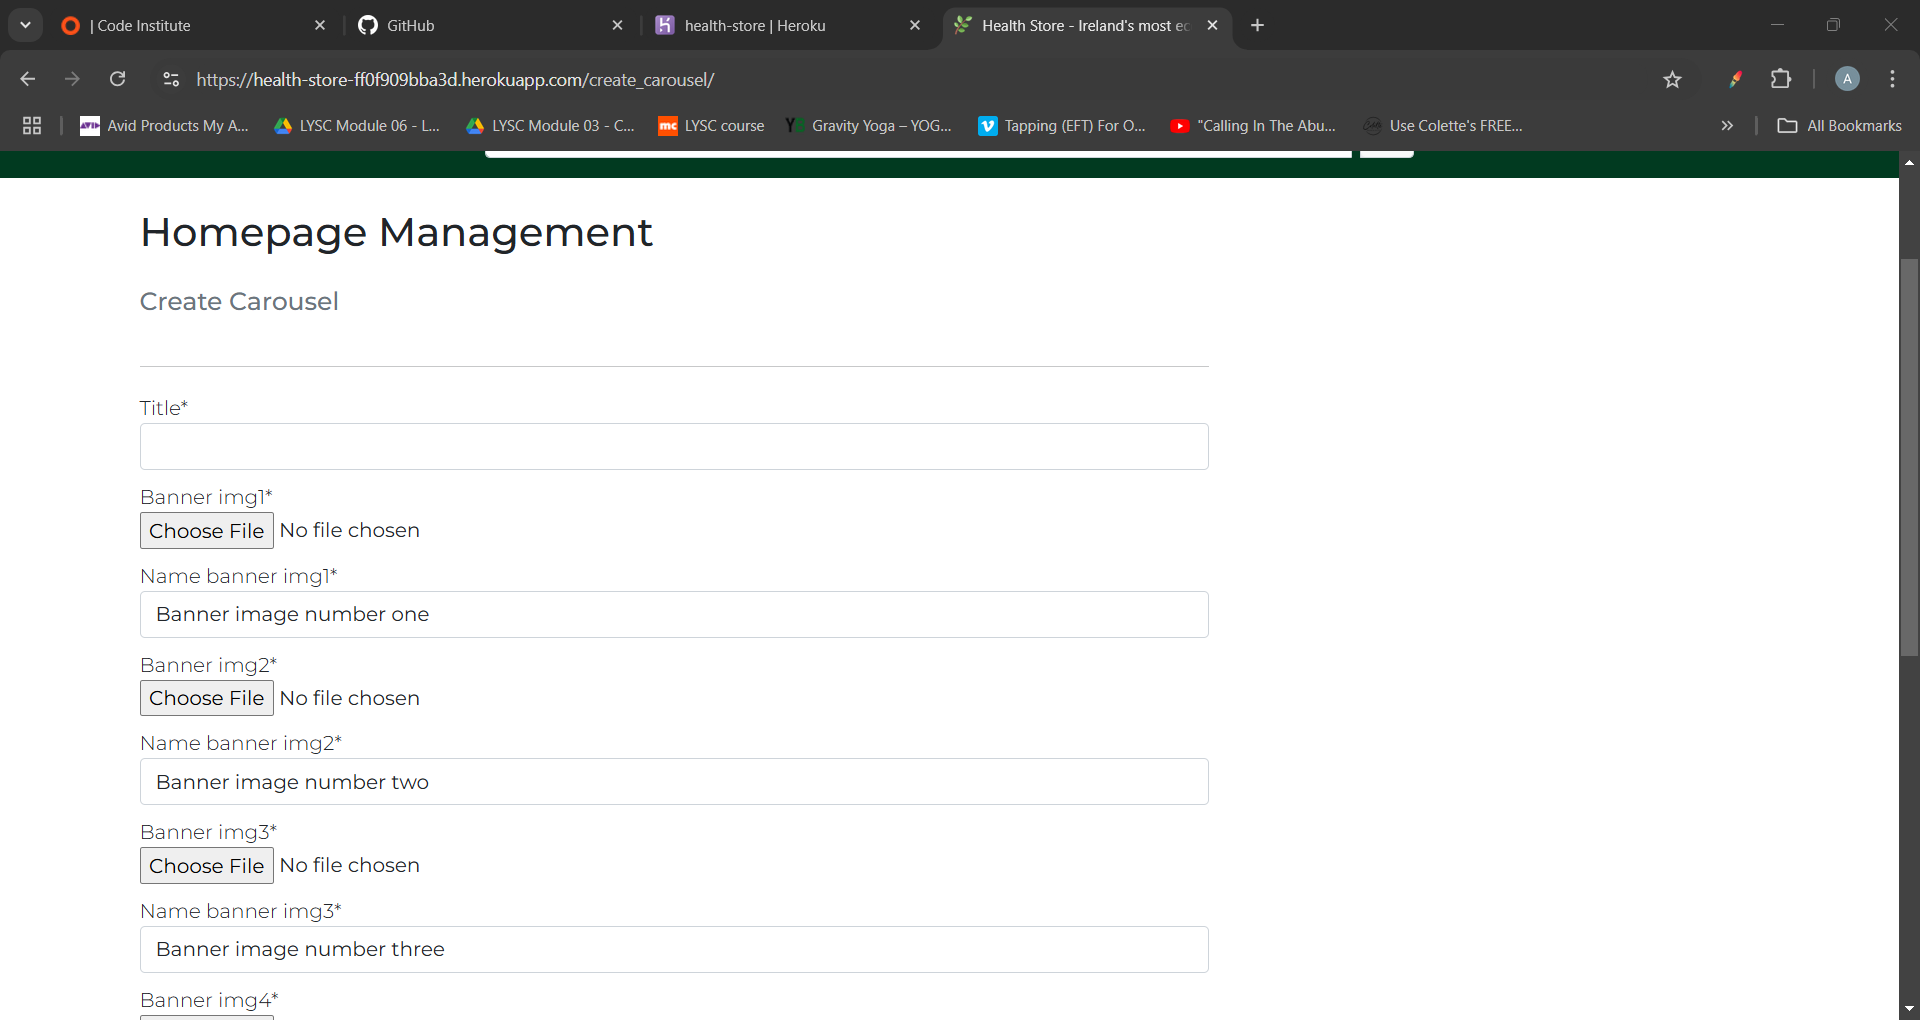 | Code Institute
GitHub
health-store | Heroku
Health Store - Ireland's most ec
https://health-store-ff0f909bba3d.herokuapp.com/create_carousel/
A
Avid Products My A...
LYSC Module 06 - L...
LYSC Module 03 - C...
mc LYSC course
Gravity Yoga – YOG...
Tapping (EFT) For O...
"Calling In The Abu...
Use Colette's FREE...
»
All Bookmarks
Homepage Management
Create Carousel
Title*
Banner img1*
Choose File No file chosen
Name banner img1*
Banner image number one
Banner img2*
Choose File No file chosen
Name banner img2*
Banner image number two
Banner img3*
Choose File No file chosen
Name banner img3*
Banner image number three
Banner img4*